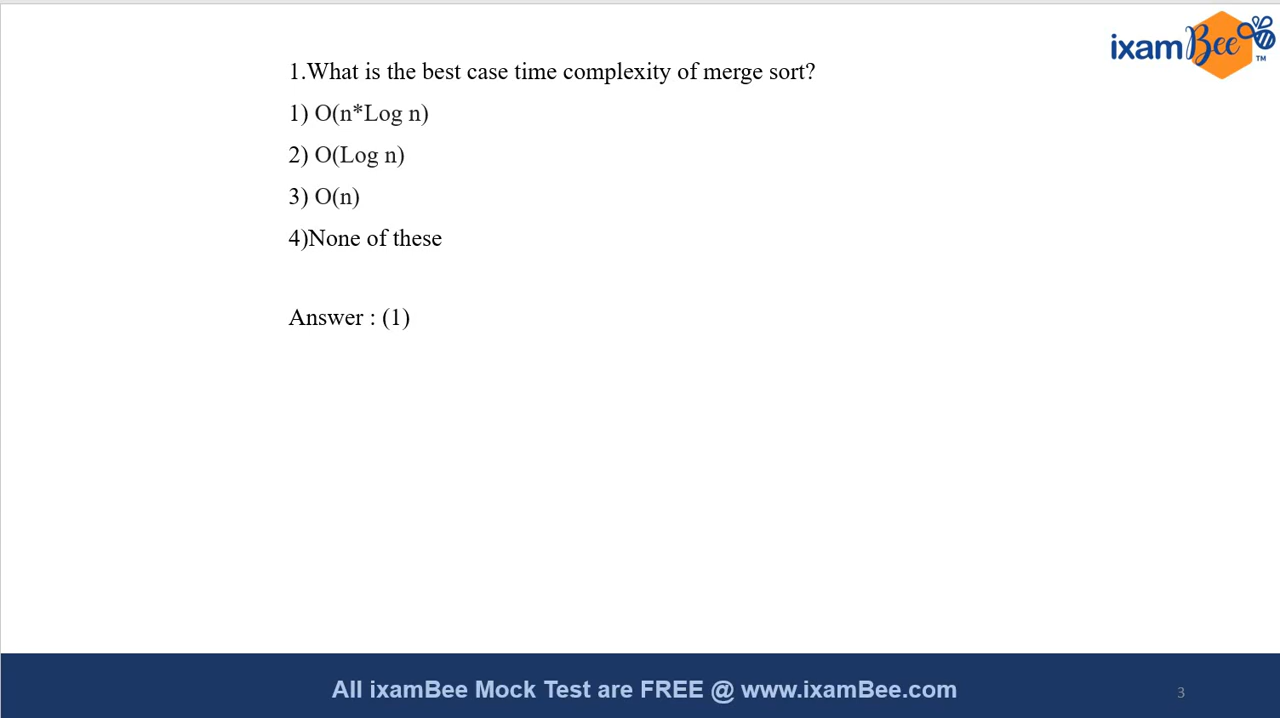 ixamBee
TM
1.What is the best case time complexity of merge sort?
1) O(n*Log n)
2) O(Log n)
3) O(n)
4)None of these
Answer : (1)
All ixamBee Mock Test are FREE @ www.ixamBee.com
3